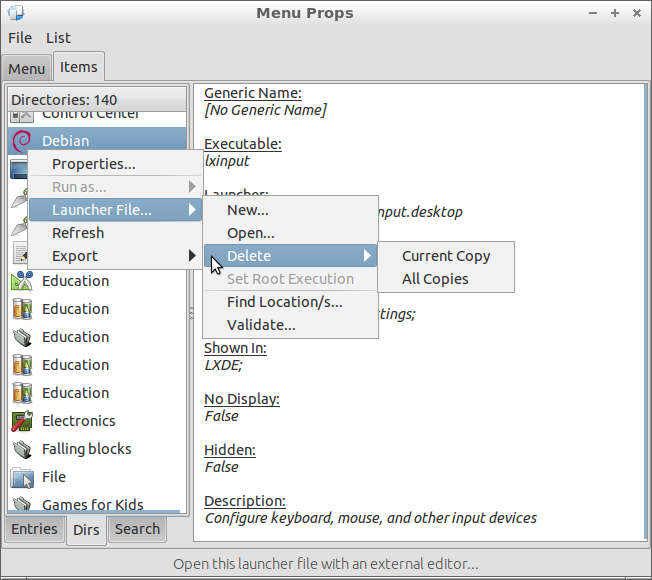 Menu Props
File List
Menu Items
Directories: 140
Control Center
Debian
Properties...
Run as...
Launcher File...
Refresh
Export
Education
Education
Education
Education
Education
Electronics
Falling blocks
File
Games for Kids
Entries Dirs Search
New...
Open...
Delete
Set Root Execution
Find Location/s...
Validate...
Current Copy
All Copies
Generic Name:
[No Generic Name]
Executable:
lxinput
Launcher:
nput.desktop
ttings;
Shown In:
LXDE;
No Display:
False
Hidden:
False
Description:
Configure keyboard, mouse, and other input devices
Open this launcher file with an external editor...